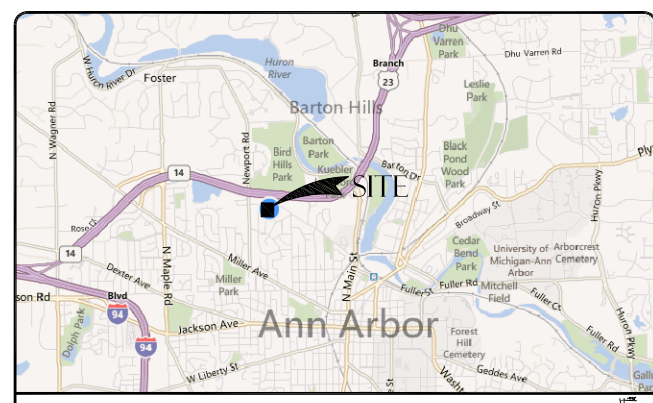 Dhu
Varren
Park
Dhu Varren Rd
W Huron River Dr
Huron
River
Foster
Branch
23
Leslie
Park
Barton Hills
N Wagner Rd
Newport Rd
Barton
Park
Bird
Hills
Park
Kuebler
Black
Pond
Wood
Park
Barton Dr
Huron Pkwy
14
SITE
Broadway St
Rose Dr
14
N Maple Rd
Miller Ave
Cedar
Bend
Park
University of
Michigan-Ann
Arbor
Arborcrest
Cemetery
Dexter Ave
Miller
Park
N Main St
Fuller St
Fuller Rd
Mitchell
Field
Fuller Ct
son Rd
Blvd
94
Jackson Ave
Ann Arbor
Dolph Park
94
Forest
Hill
Cemetery
Fuller Rd
Huron Pkwy
W Liberty St
Geddes Ave